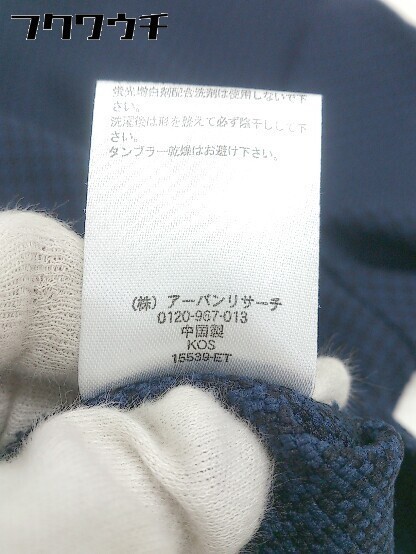 フクワウチ
蛍光増白剤配合洗剤は使用しないで下
さい。
洗濯後は形を整えて必ず陰干しして下
さい。
タンブラー乾燥はお避け下さい。
(株) アーバンリサーチ
0120-967-013
中国製
KOS
15539-ET